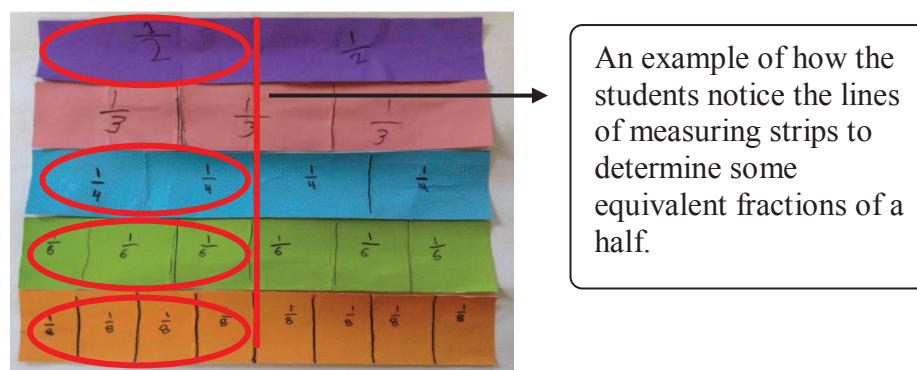 1/2 1/2
1/3 1/3 1/3
1/4 1/4 1/4 1/4
1/6 1/6 1/6 1/6 1/6 1/6
1/8 1/8 1/8 1/8 1/8 1/8 1/8 1/8
An example of how the
students notice the lines
of measuring strips to
determine some
equivalent fractions of a
half.